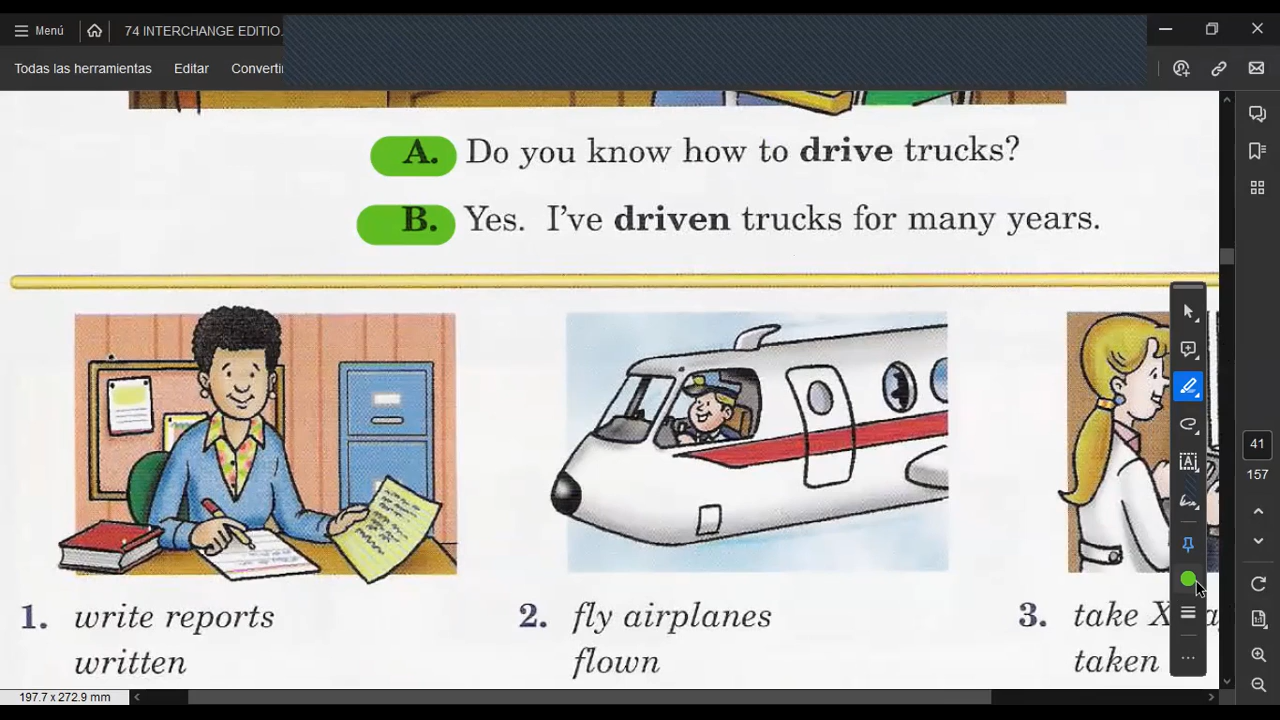 Menú
74 INTERCHANGE EDITIO
Todas las herramientas Editar Converti
A. Do you know how to drive trucks?
B. Yes. I've driven trucks for many years.
41
157
1. write reports
written
2. fly airplanes
flown
3. take X
taken
197.7 x 272.9 mm